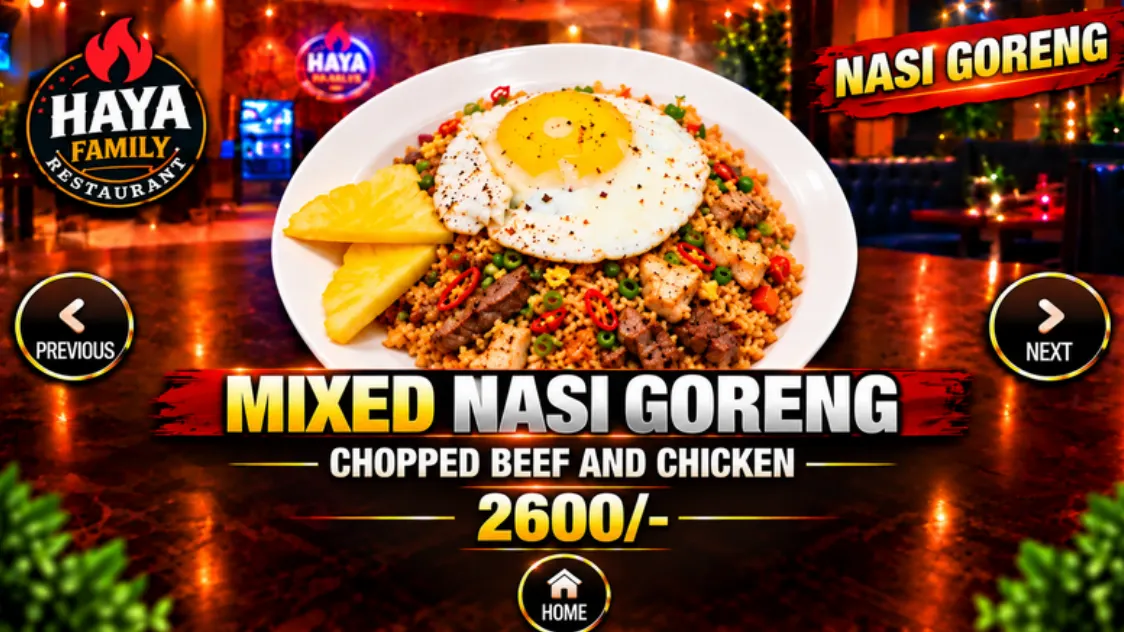 HAYA
FAMILY
RESTAURANT
HAYA
NASI GORENG
PREVIOUS
NEXT
MIXED NASI GORENG
CHOPPED BEEF AND CHICKEN
2600/-
HOME